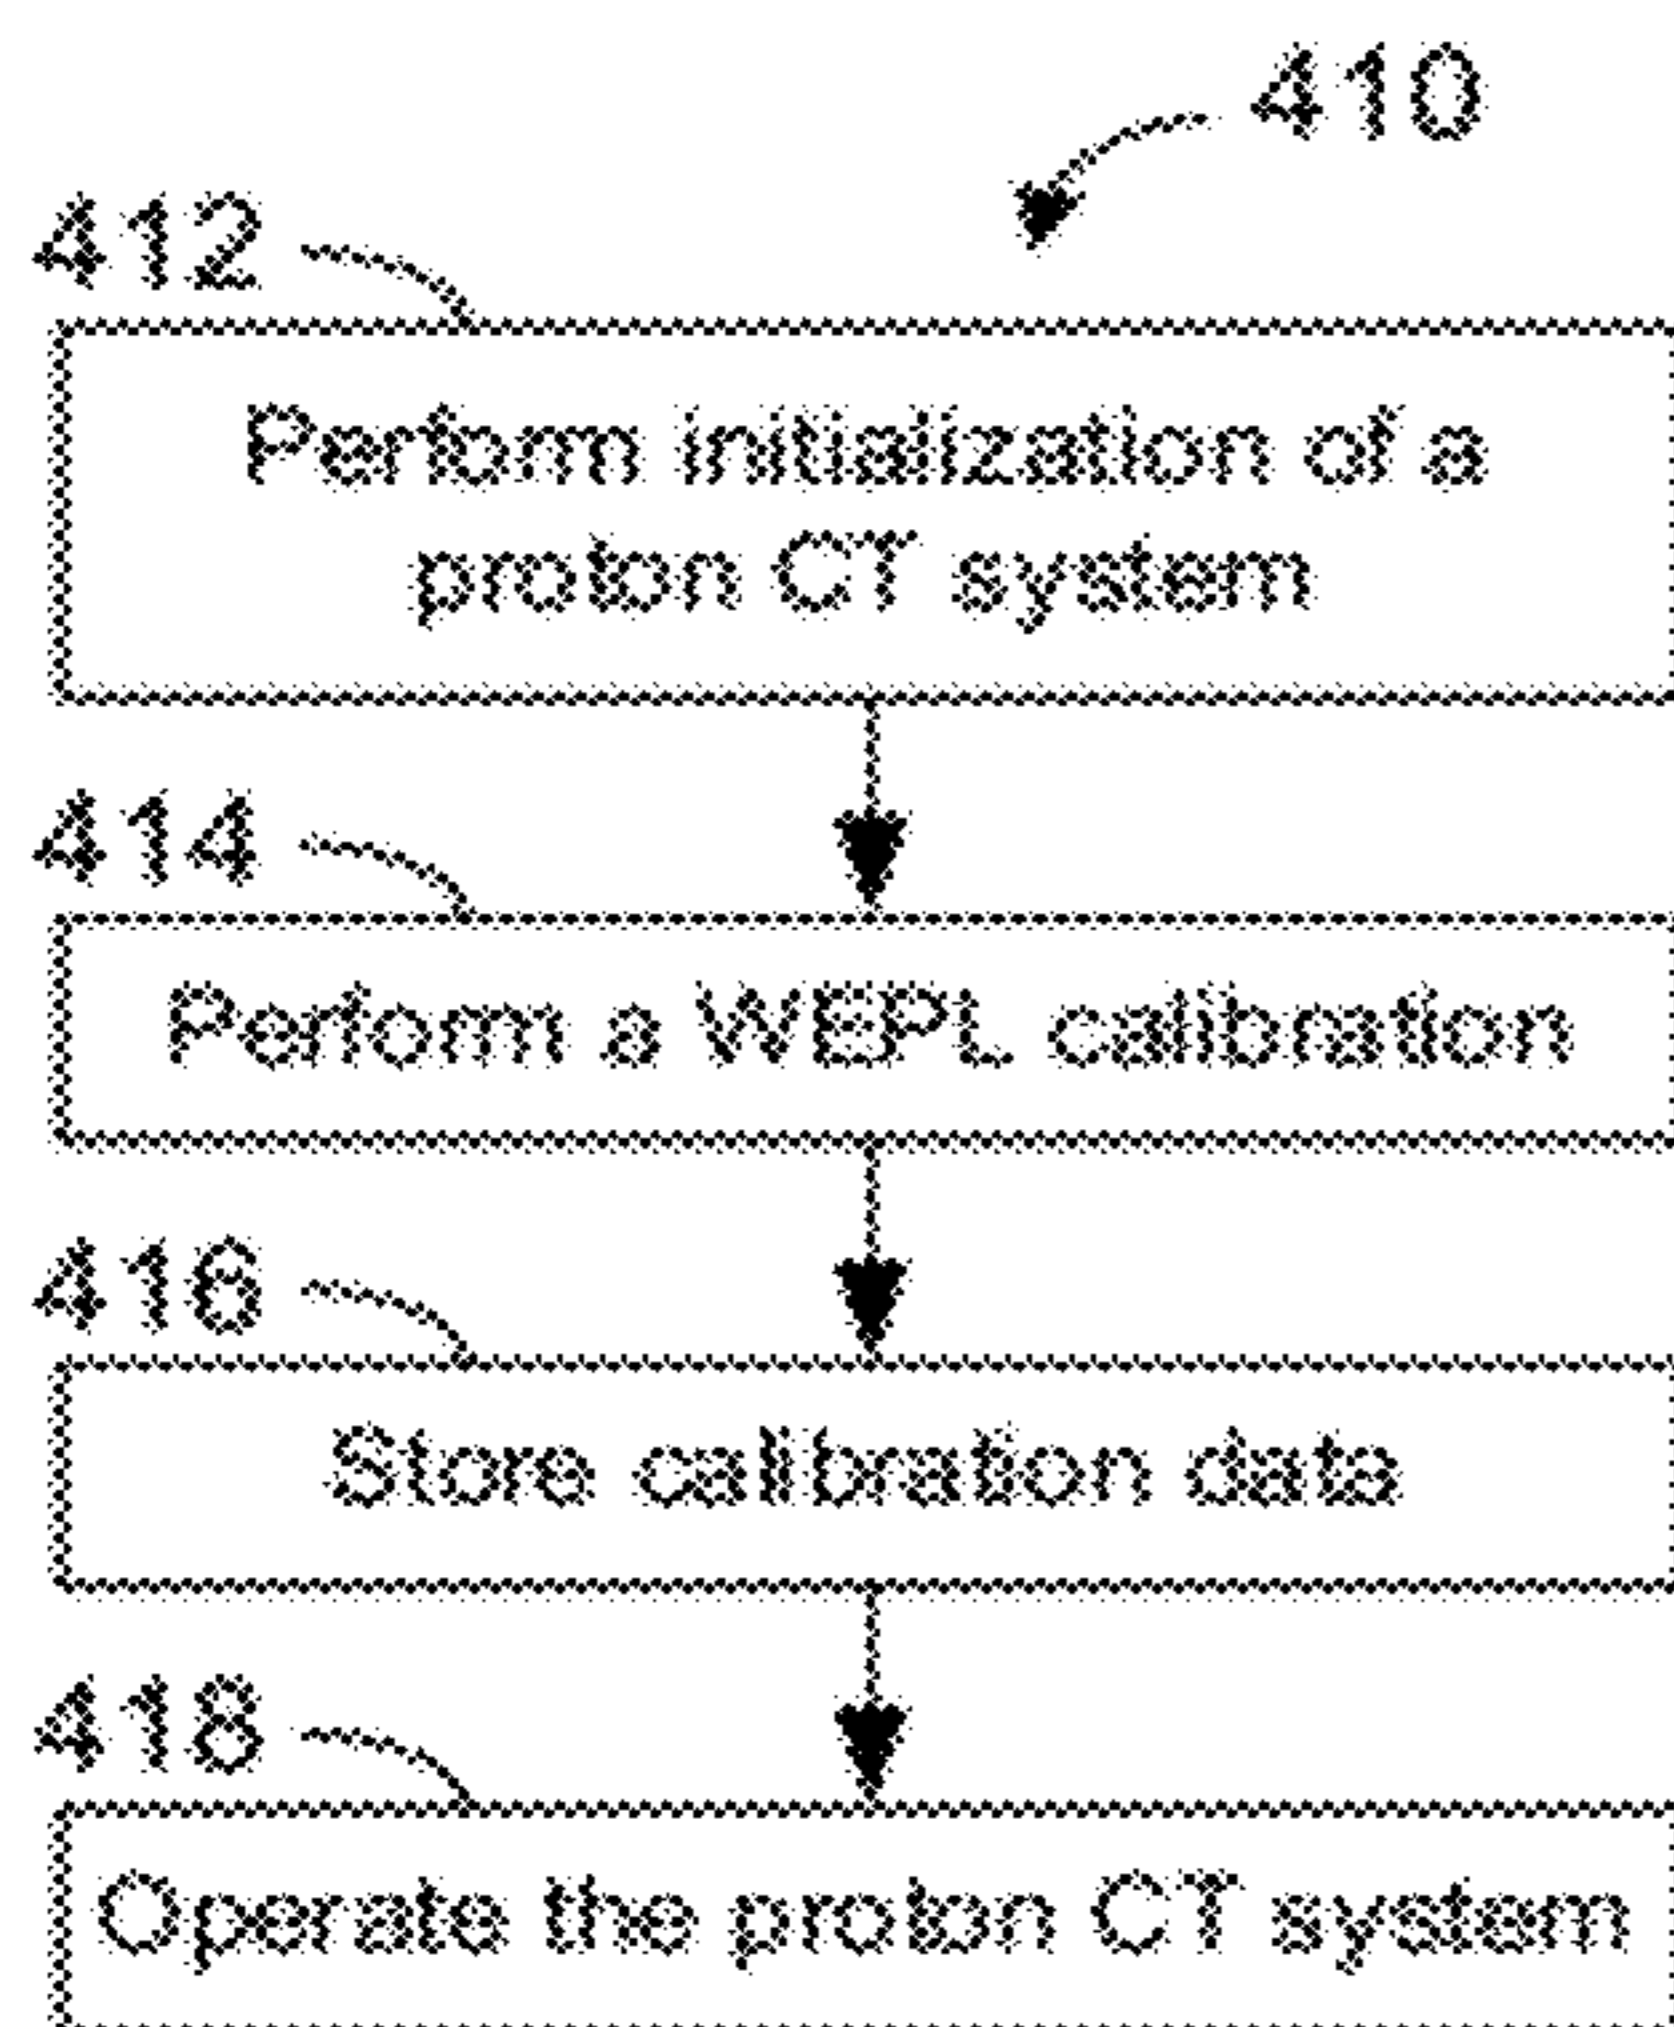 410
412
Perform initialization of a
proton CT system
414
Perform a WEPL calibration
416
Store calibration data
418
Operate the proton CT system